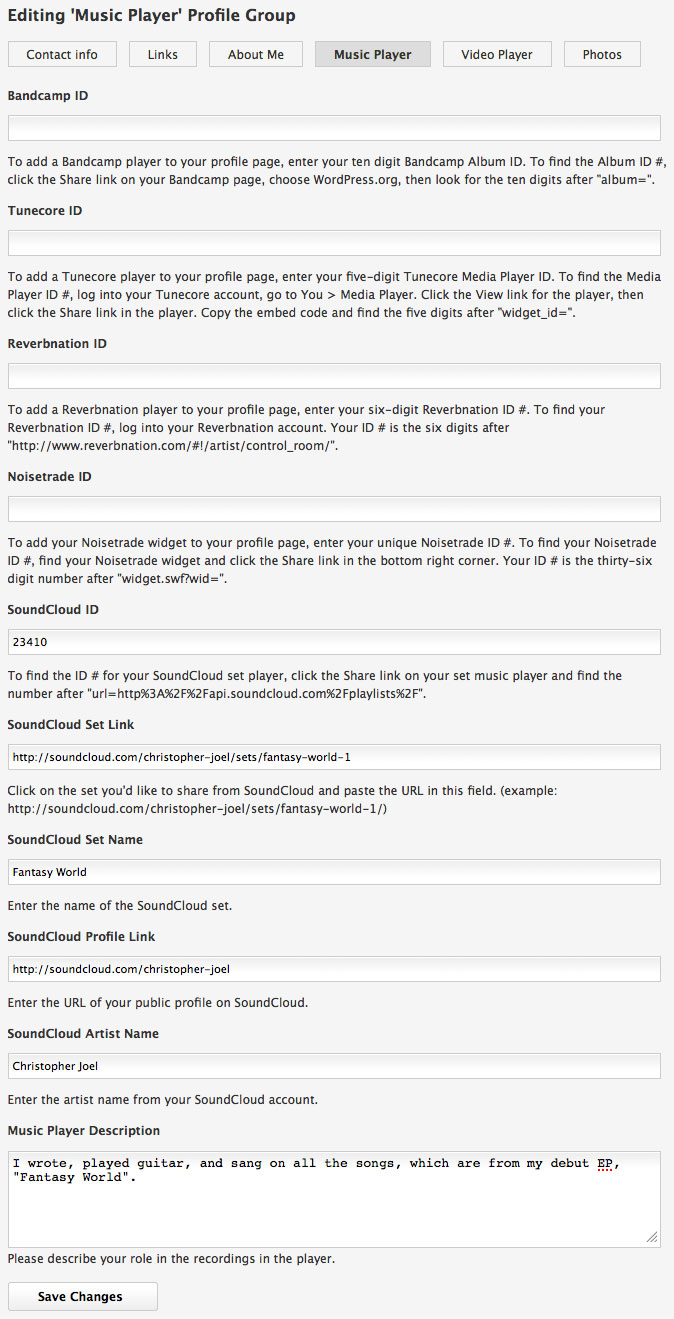 Editing 'Music Player' Profile Group
Contact info Links About Me Music Player Video Player Photos
Bandcamp ID
To add a Bandcamp player to your profile page, enter your ten digit Bandcamp Album ID. To find the Album ID #,
click the Share link on your Bandcamp page, choose WordPress.org, then look for the ten digits after "album=".
Tunecore ID
To add a Tunecore player to your profile page, enter your five-digit Tunecore Media Player ID. To find the Media
Player ID #, log into your Tunecore account, go to You > Media Player. Click the View link for the player, then
click the Share link in the player. Copy the embed code and find the five digits after "widget_id=".
Reverbnation ID
To add a Reverbnation player to your profile page, enter your six-digit Reverbnation ID #. To find your
Reverbnation ID #, log into your Reverbnation account. Your ID # is the six digits after
"http://www.reverbnation.com/#!/artist/control_room/".
Noisetrade ID
To add your Noisetrade widget to your profile page, enter your unique Noisetrade ID #. To find your Noisetrade
ID #, find your Noisetrade widget and click the Share link in the bottom right corner. Your ID # is the thirty-six
digit number after "widget.swf?wid=".
SoundCloud ID
23410
To find the ID # for your SoundCloud set player, click the Share link on your set music player and find the
number after "url=http%3A%2F%2Fapi.soundcloud.com%2Fplaylists%2F".
SoundCloud Set Link
http://soundcloud.com/christopher-joel/sets/fantasy-world-1
Click on the set you'd like to share from SoundCloud and paste the URL in this field. (example:
http://soundcloud.com/christopher-joel/sets/fantasy-world-1/)
SoundCloud Set Name
Fantasy World
Enter the name of the SoundCloud set.
SoundCloud Profile Link
http://soundcloud.com/christopher-joel
Enter the URL of your public profile on SoundCloud.
SoundCloud Artist Name
Christopher Joel
Enter the artist name from your SoundCloud account.
Music Player Description
I wrote, played guitar, and sang on all the songs, which are from my debut EP,
"Fantasy World".
Please describe your role in the recordings in the player.
Save Changes